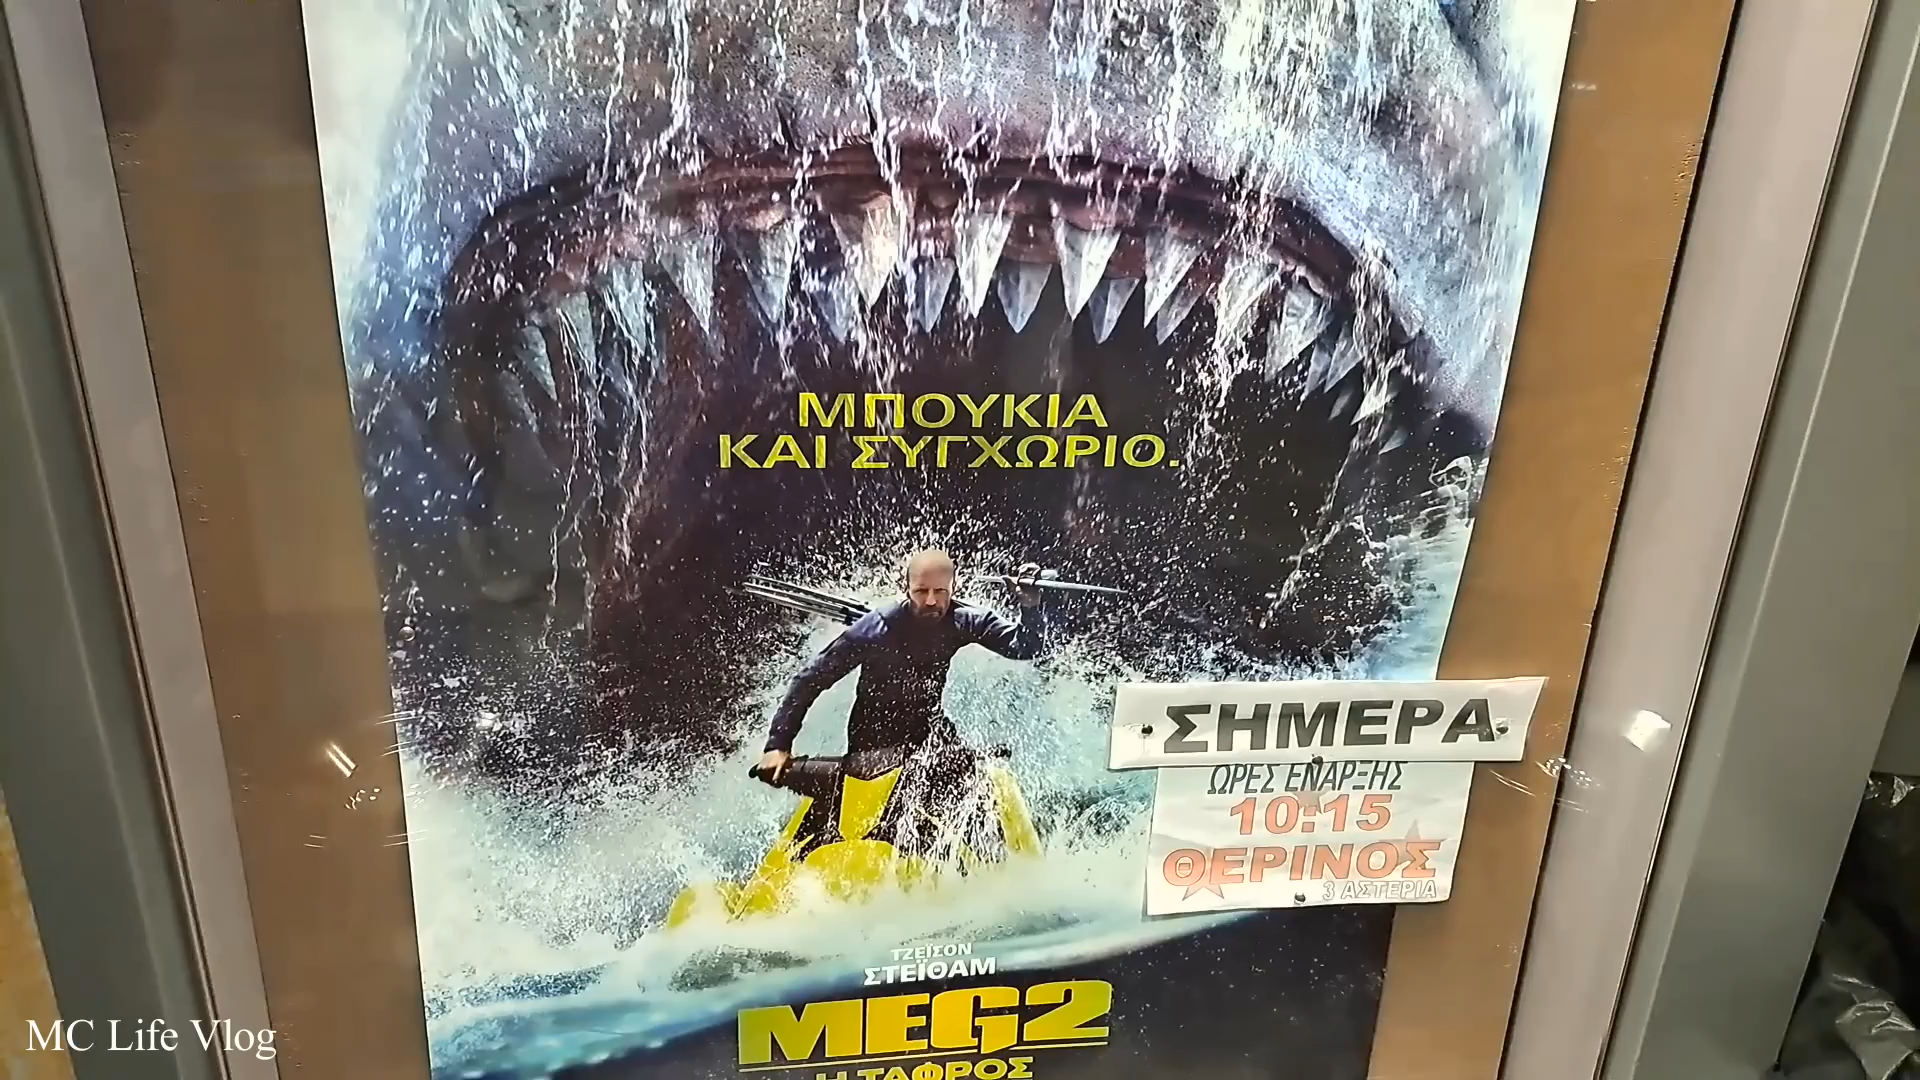 ΜΠΟΥΚΙΑ
ΚΑΙ ΣΥΓΧΩΡΙΟ.
ΣΗΜΕΡΑ
ΩΡΕΣ ΕΝΑΡΞΗΣ
10:15
ΘΕΡΙΝΟΣ
3 ΑΣΤΕΡΙΑ
ΤΖΕΪΣΟΝ
ΣΤΕΪΘΑΜ
MEG2
Η ΤΑΦΡΟΣ
MC Life Vlog